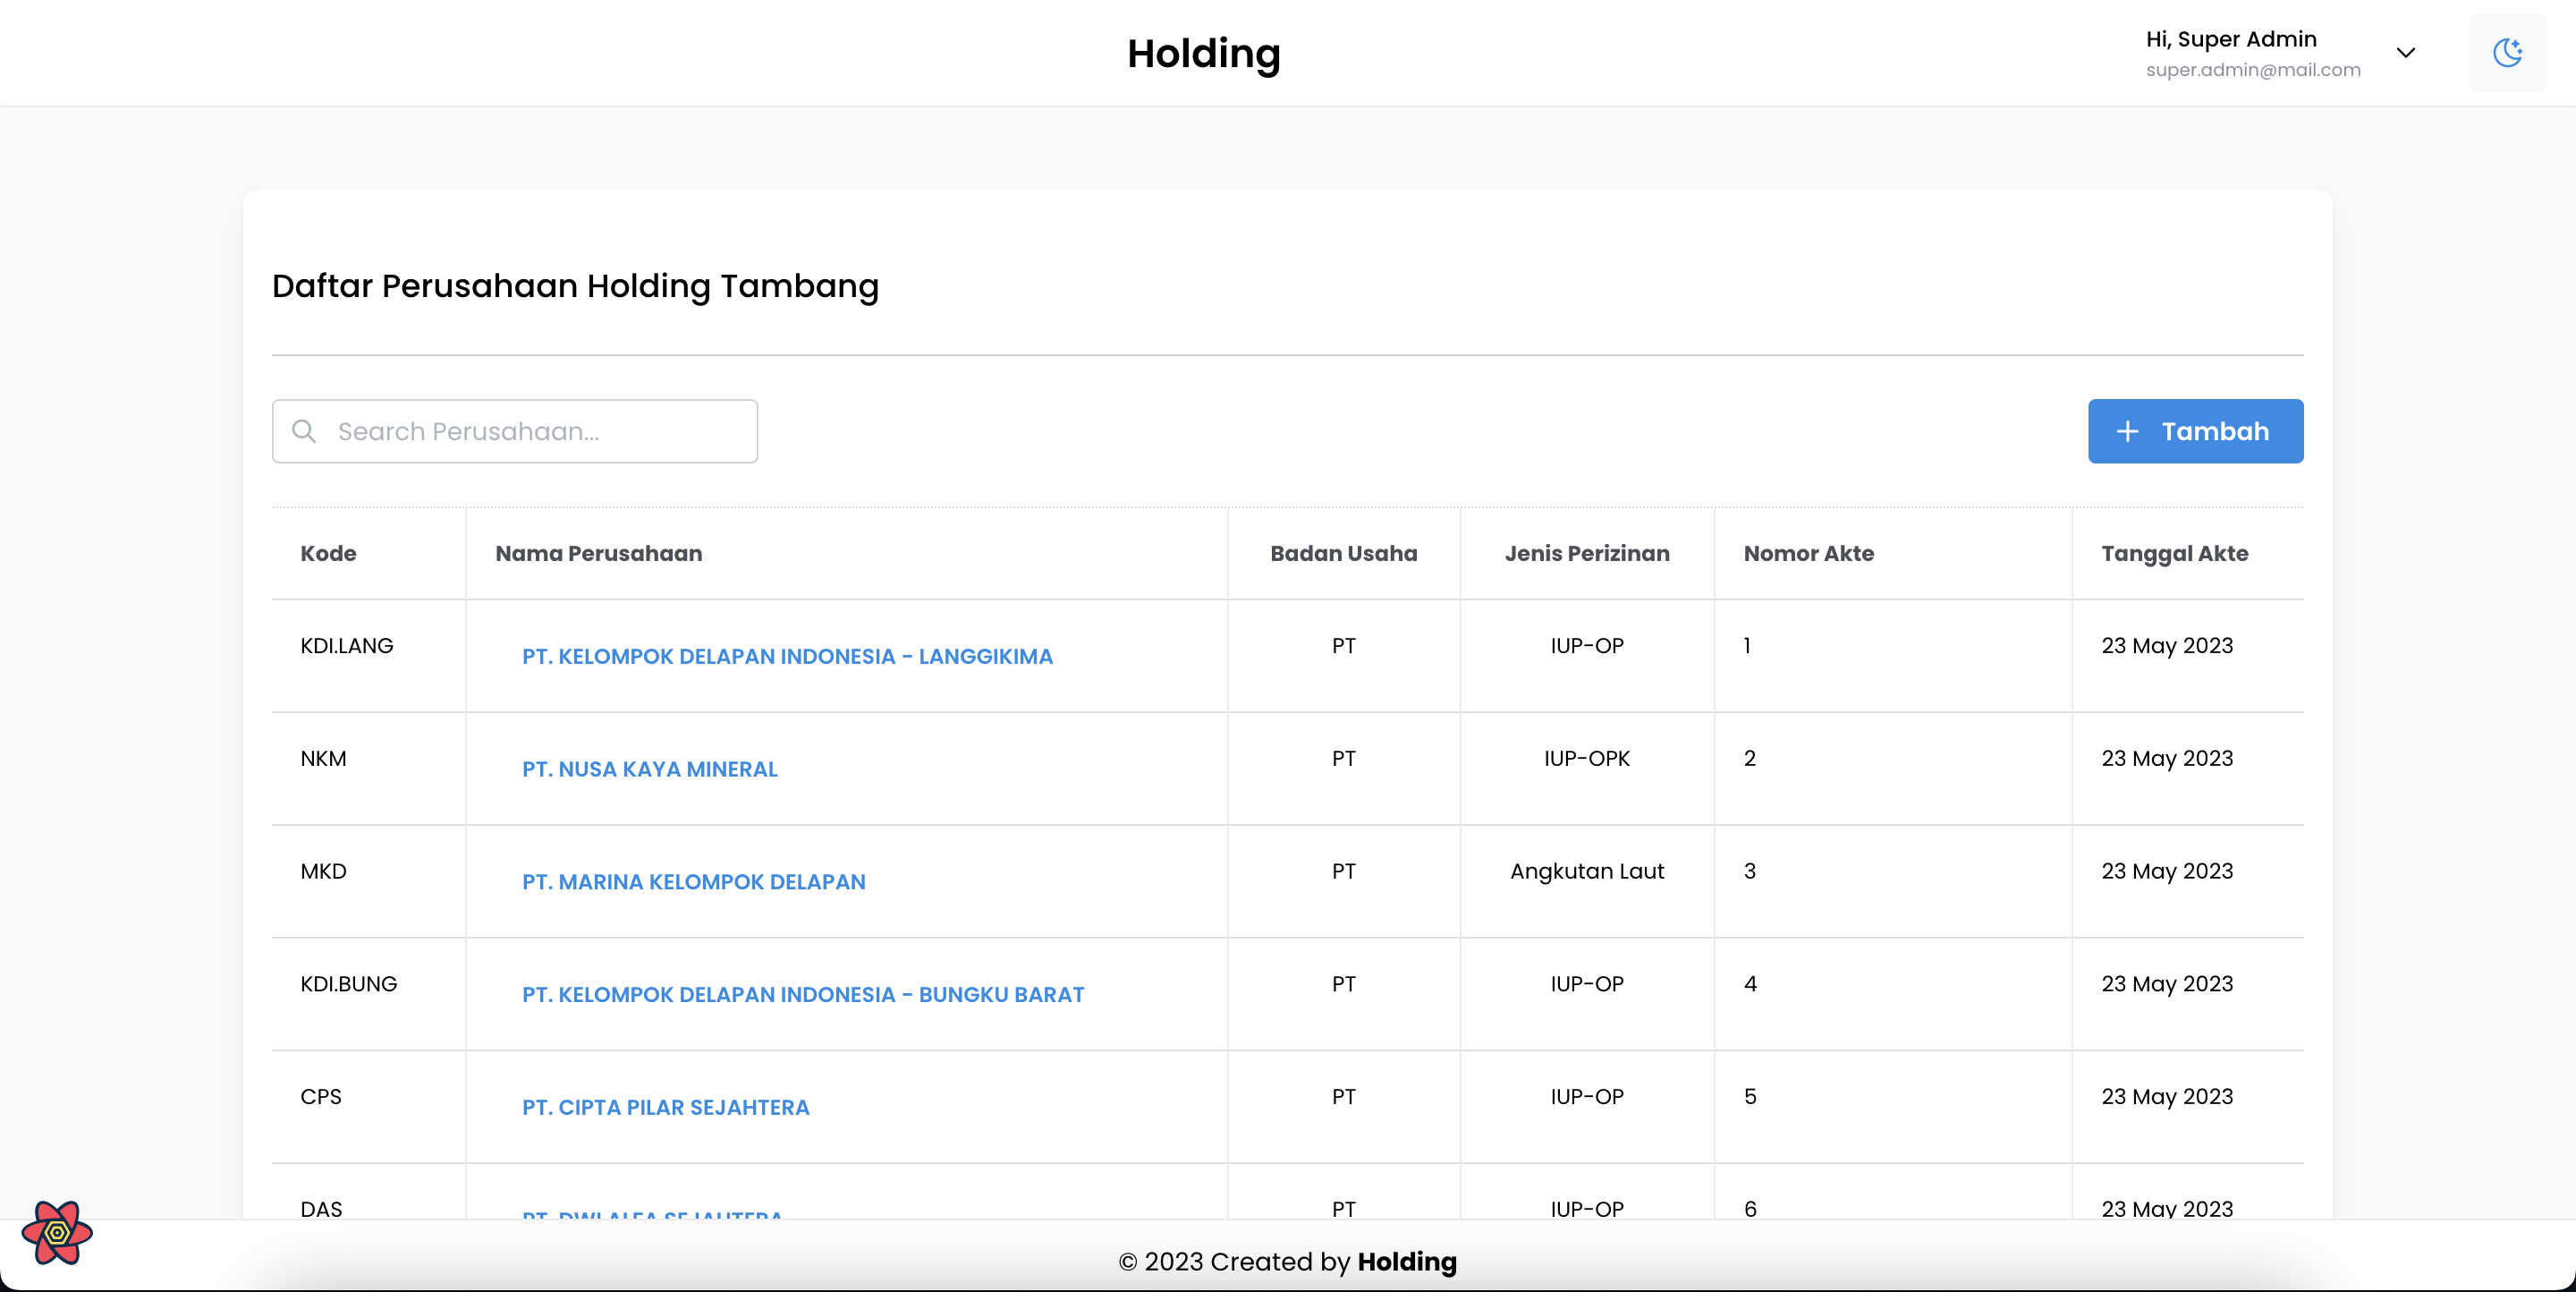 Holding
Hi, Super Admin
super.admin@mail.com
Daftar Perusahaan Holding Tambang
Search Perusahaan...
Tambah
Kode Nama Perusahaan Badan Usaha Jenis Perizinan Nomor Akte Tanggal Akte
KDI.LANG PT. KELOMPOK DELAPAN INDONESIA - LANGGIKIMA PT IUP-OP 1 23 May 2023
NKM PT. NUSA KAYA MINERAL PT IUP-OPK 2 23 May 2023
MKD PT. MARINA KELOMPOK DELAPAN PT Angkutan Laut 3 23 May 2023
KDI.BUNG PT. KELOMPOK DELAPAN INDONESIA - BUNGKU BARAT PT IUP-OP 4 23 May 2023
CPS PT. CIPTA PILAR SEJAHTERA PT IUP-OP 5 23 May 2023
DAS PT. DWI ALFA SEJAHTERA PT IUP-OP 6 23 May 2023
© 2023 Created by Holding